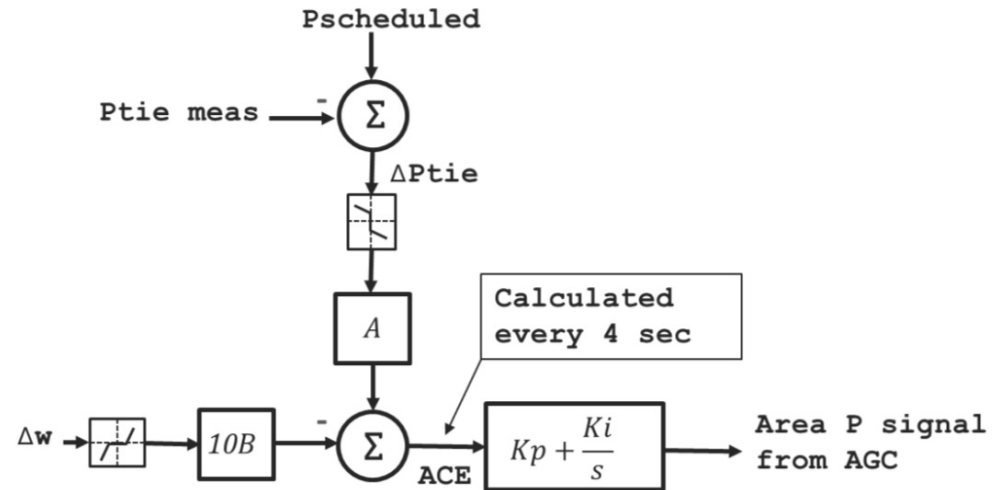 Pscheduled
-
Ptie meas
Σ
ΔPtie
A
Calculated
every 4 sec
Δw
10B
-
Σ
ACE
Kp + Ki/s
Area P signal
from AGC